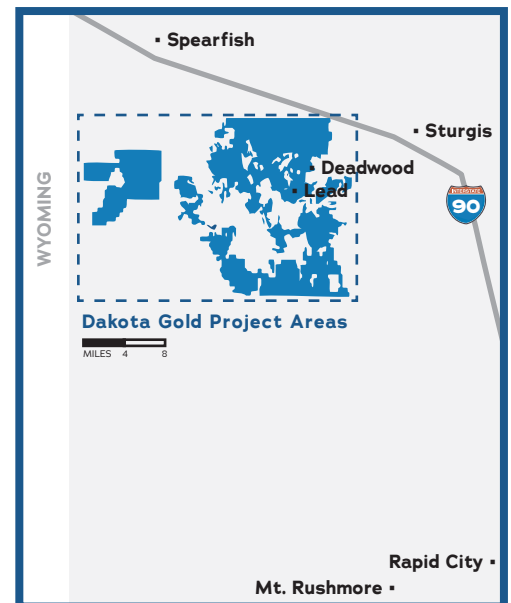 Spearfish
Sturgis
Deadwood
Lead
INTERSTATE
90
WYOMING
Dakota Gold Project Areas
MILES 4 8
Rapid City
Mt. Rushmore